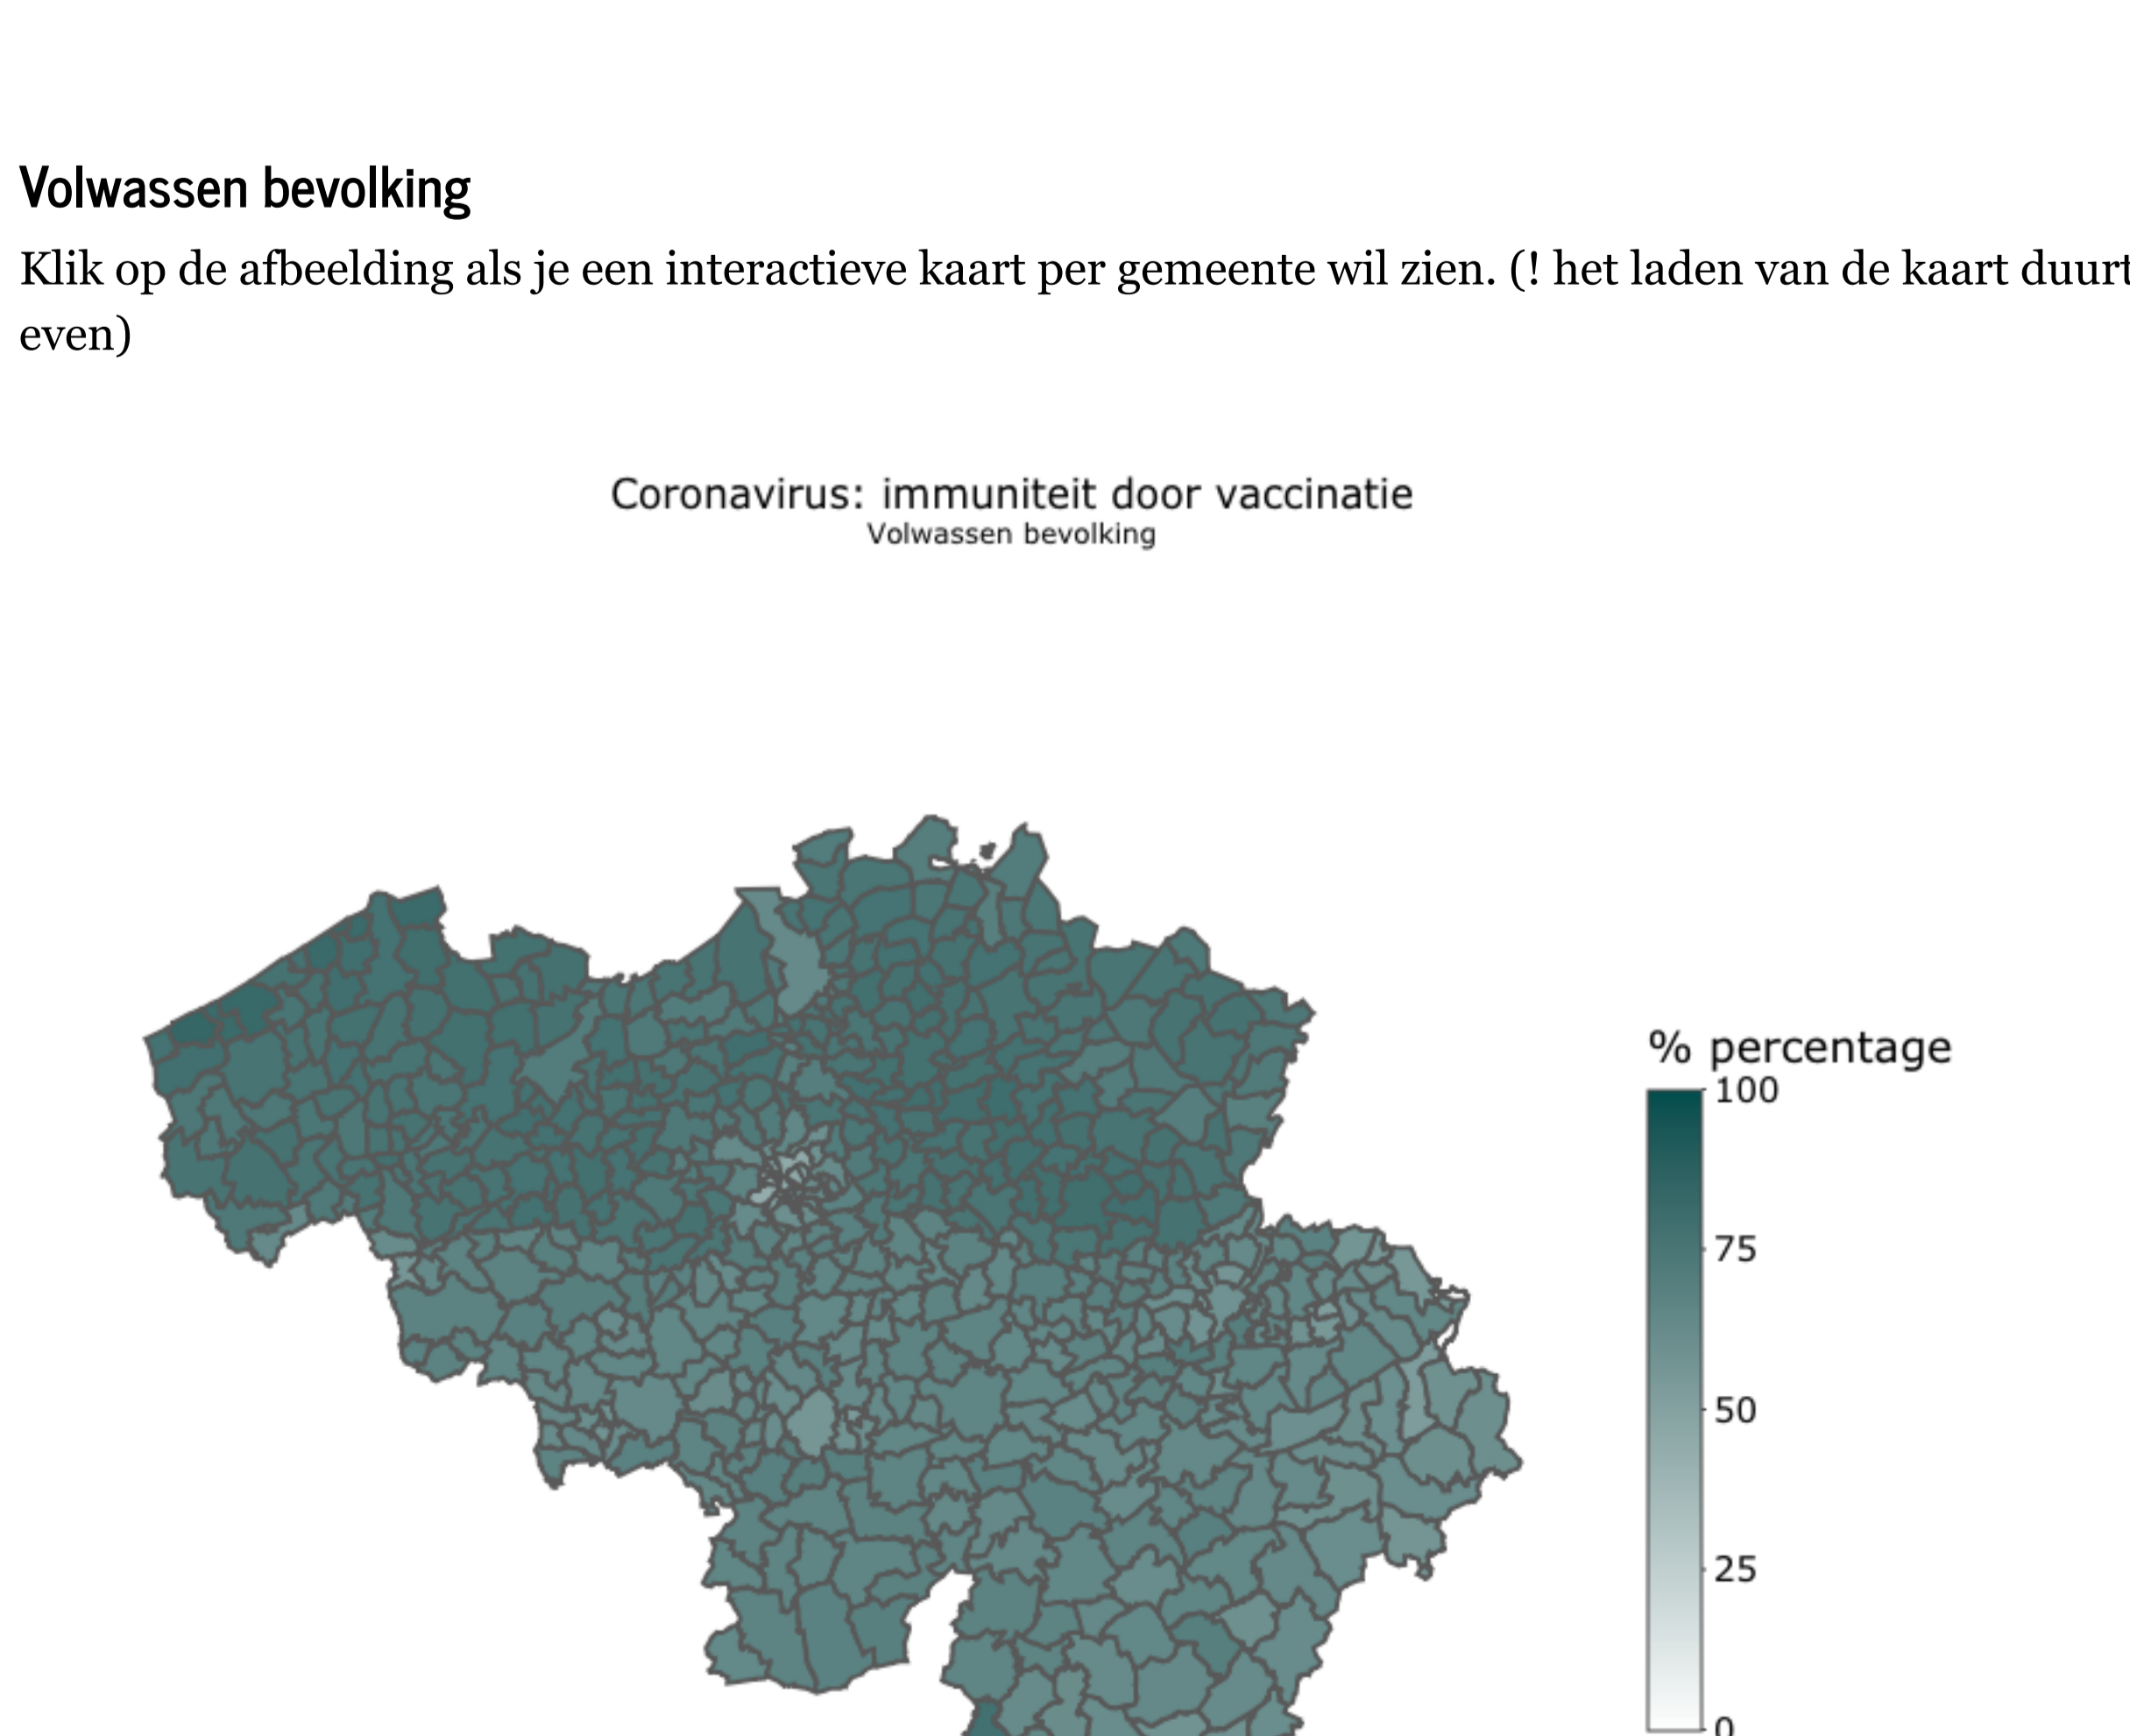 Volwassen bevolking
Klik op de afbeelding als je een interactieve kaart per gemeente wil zien. (! het laden van de kaart duurt
even)
Coronavirus: immuniteit door vaccinatie
Volwassen bevolking
% percentage
100
75
50
25
0